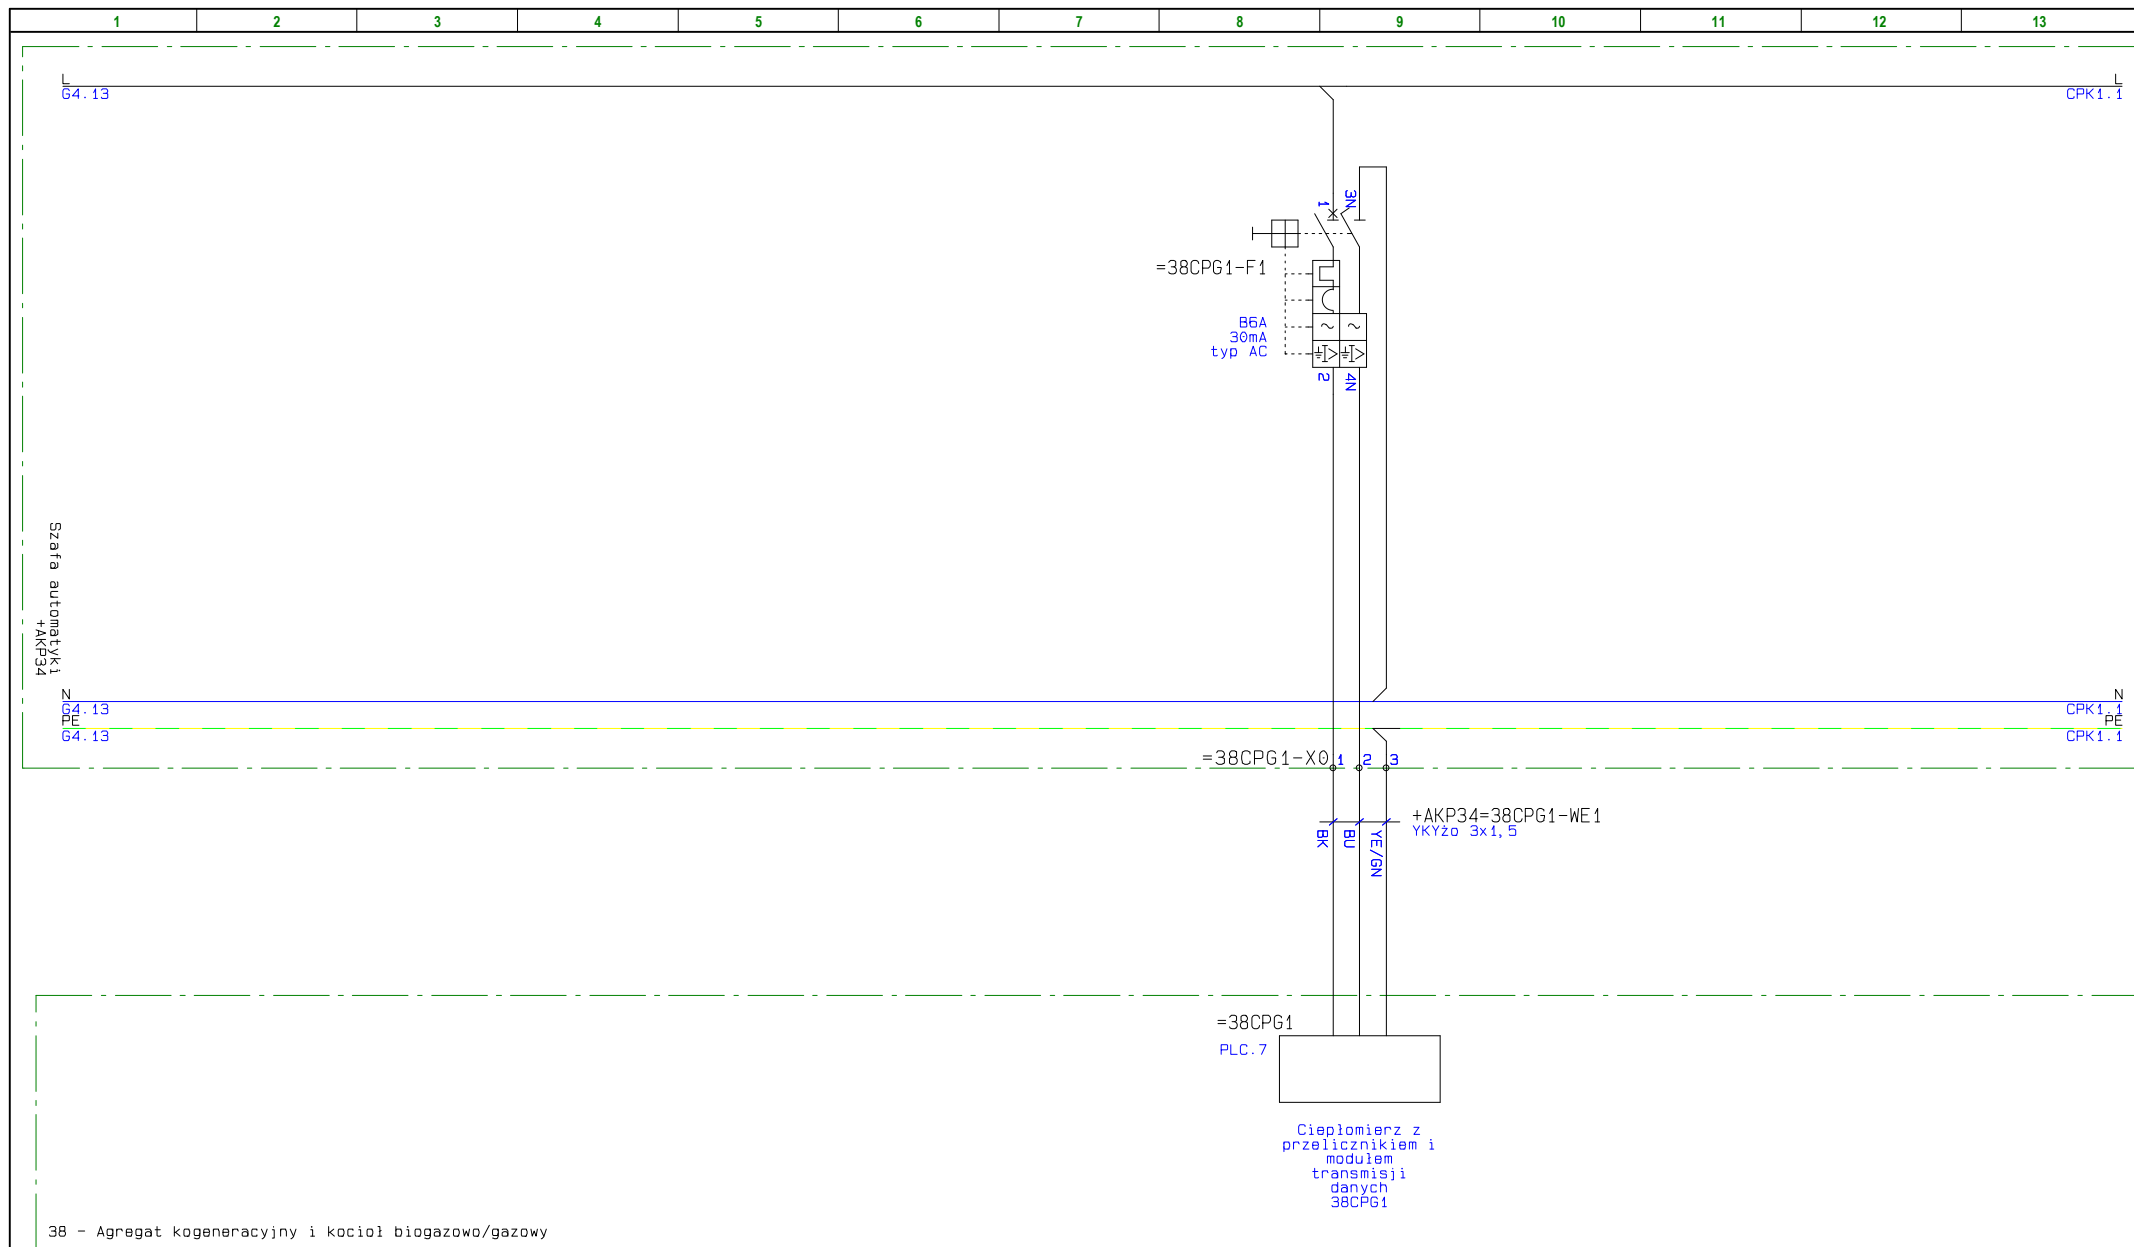 1 2 3 4 5 6 7 8 9 10 11 12 13
L
G4.13
L
CPK1.1
1 3N
=38CPG1-F1
B6A
30mA
typ AC
2 4N
Szafa automatyki
+AKP34
N
G4.13
N
CPK1.1
PE
G4.13
PE
CPK1.1
=38CPG1-X0 1 2 3
+AKP34=38CPG1-WE1
YKYżo 3x1,5
BK BU YE/GN
=38CPG1
PLC.7
Ciepłomierz z
przelicznikiem i
modułem
transmisji
danych
38CPG1
38 - Agregat kogeneracyjny i kocioł biogazowo/gazowy